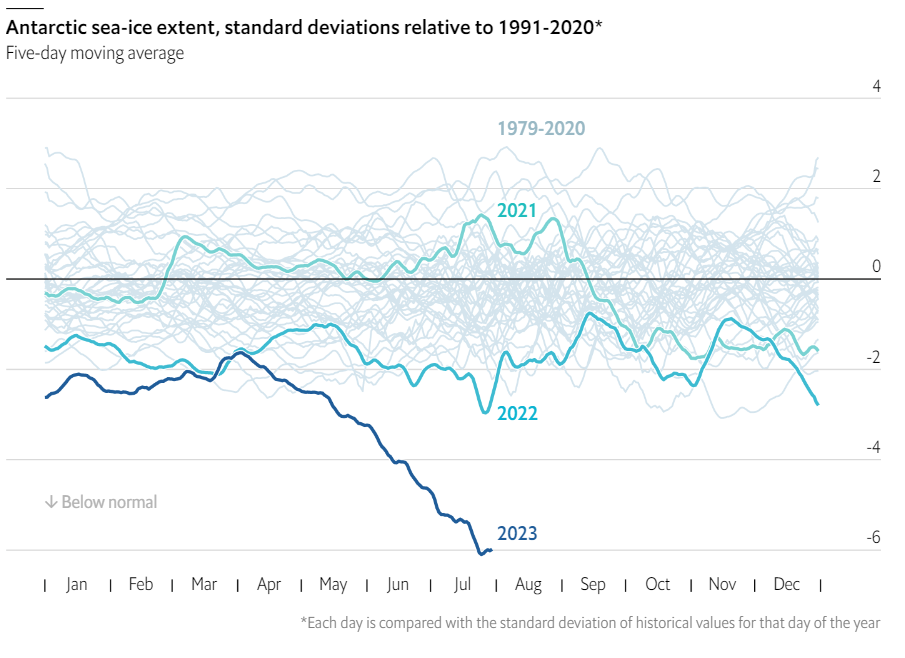 Antarctic sea-ice extent, standard deviations relative to 1991-2020*
Five-day moving average
4
1979-2020
2
2021
0
-2
2022
-4
↓ Below normal
2023
-6
Jan Feb Mar Apr May Jun Jul Aug Sep Oct Nov Dec
*Each day is compared with the standard deviation of historical values for that day of the year